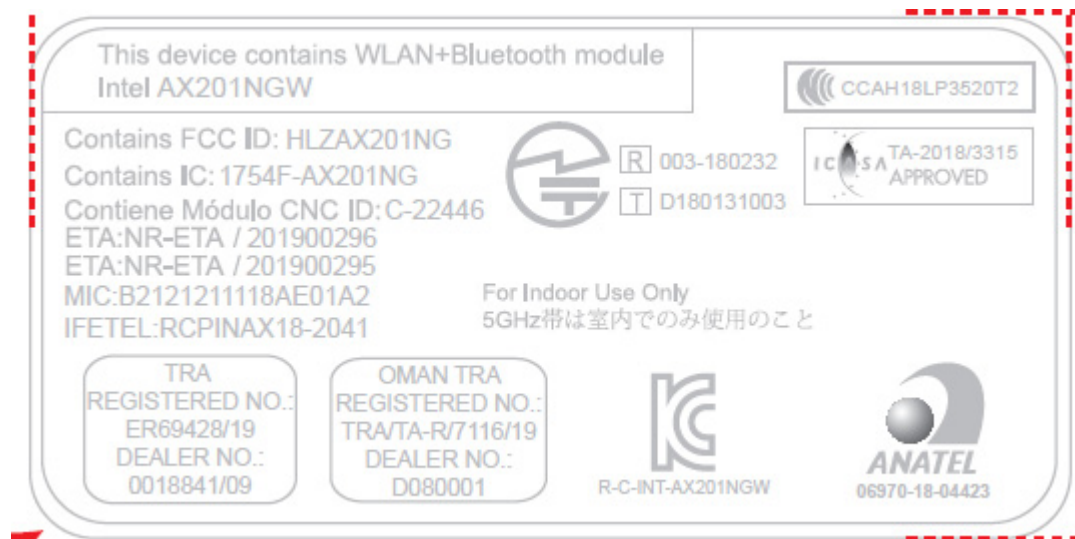 This device contains WLAN+Bluetooth module
Intel AX201NGW
CCAH18LP3520T2
Contains FCC ID: HLZAX201NG
Contains IC: 1754F-AX201NG
Contiene Módulo CNC ID: C-22446
ETA:NR-ETA / 201900296
ETA:NR-ETA / 201900295
MIC:B2121211118AE01A2
IFETEL:RCPINAX18-2041
R 003-180232
T D180131003
ICASA TA-2018/3315
APPROVED
For Indoor Use Only
5GHz帯は室内でのみ使用のこと
TRA
REGISTERED NO.:
ER69428/19
DEALER NO.:
0018841/09
OMAN TRA
REGISTERED NO.:
TRA/TA-R/7116/19
DEALER NO.:
D080001
R-C-INT-AX201NGW
ANATEL
06970-18-04423